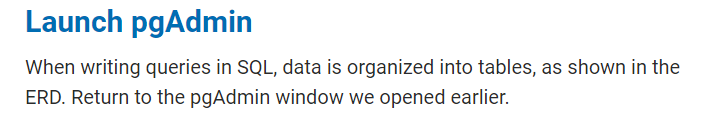 Launch pgAdmin
When writing queries in SQL, data is organized into tables, as shown in the
ERD. Return to the pgAdmin window we opened earlier.